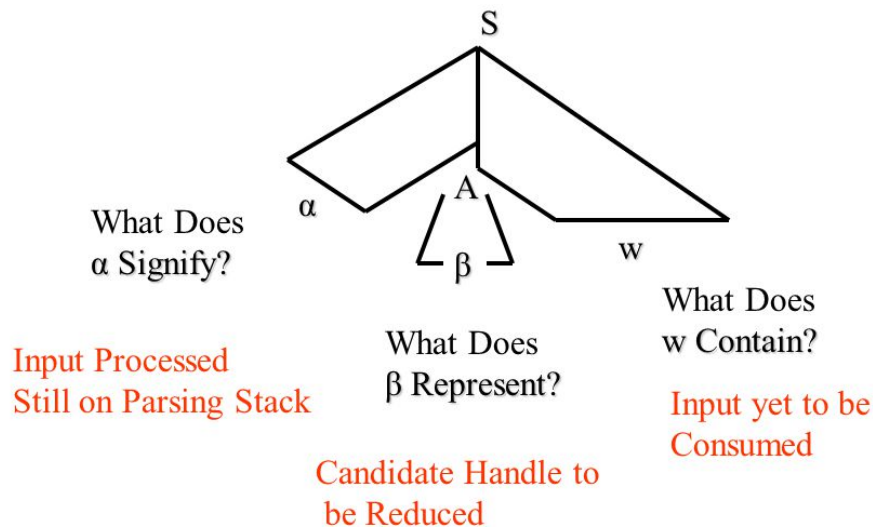 S
A
α
β
w
What Does
α Signify?
Input Processed
Still on Parsing Stack
What Does
β Represent?
Candidate Handle to
be Reduced
What Does
w Contain?
Input yet to be
Consumed